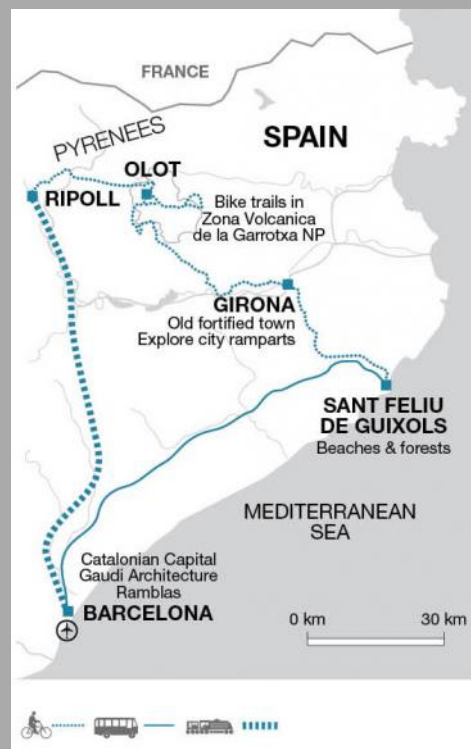 FRANCE
PYRENEES
SPAIN
OLOT
RIPOLL
Bike trails in
Zona Volcanica
de la Garrotxa NP
GIRONA
Old fortified town
Explore city ramparts
SANT FELIU
DE GUIXOLS
Beaches & forests
MEDITERRANEAN
SEA
Catalonian Capital
Gaudi Architecture
Ramblas
BARCELONA
0 km 30 km